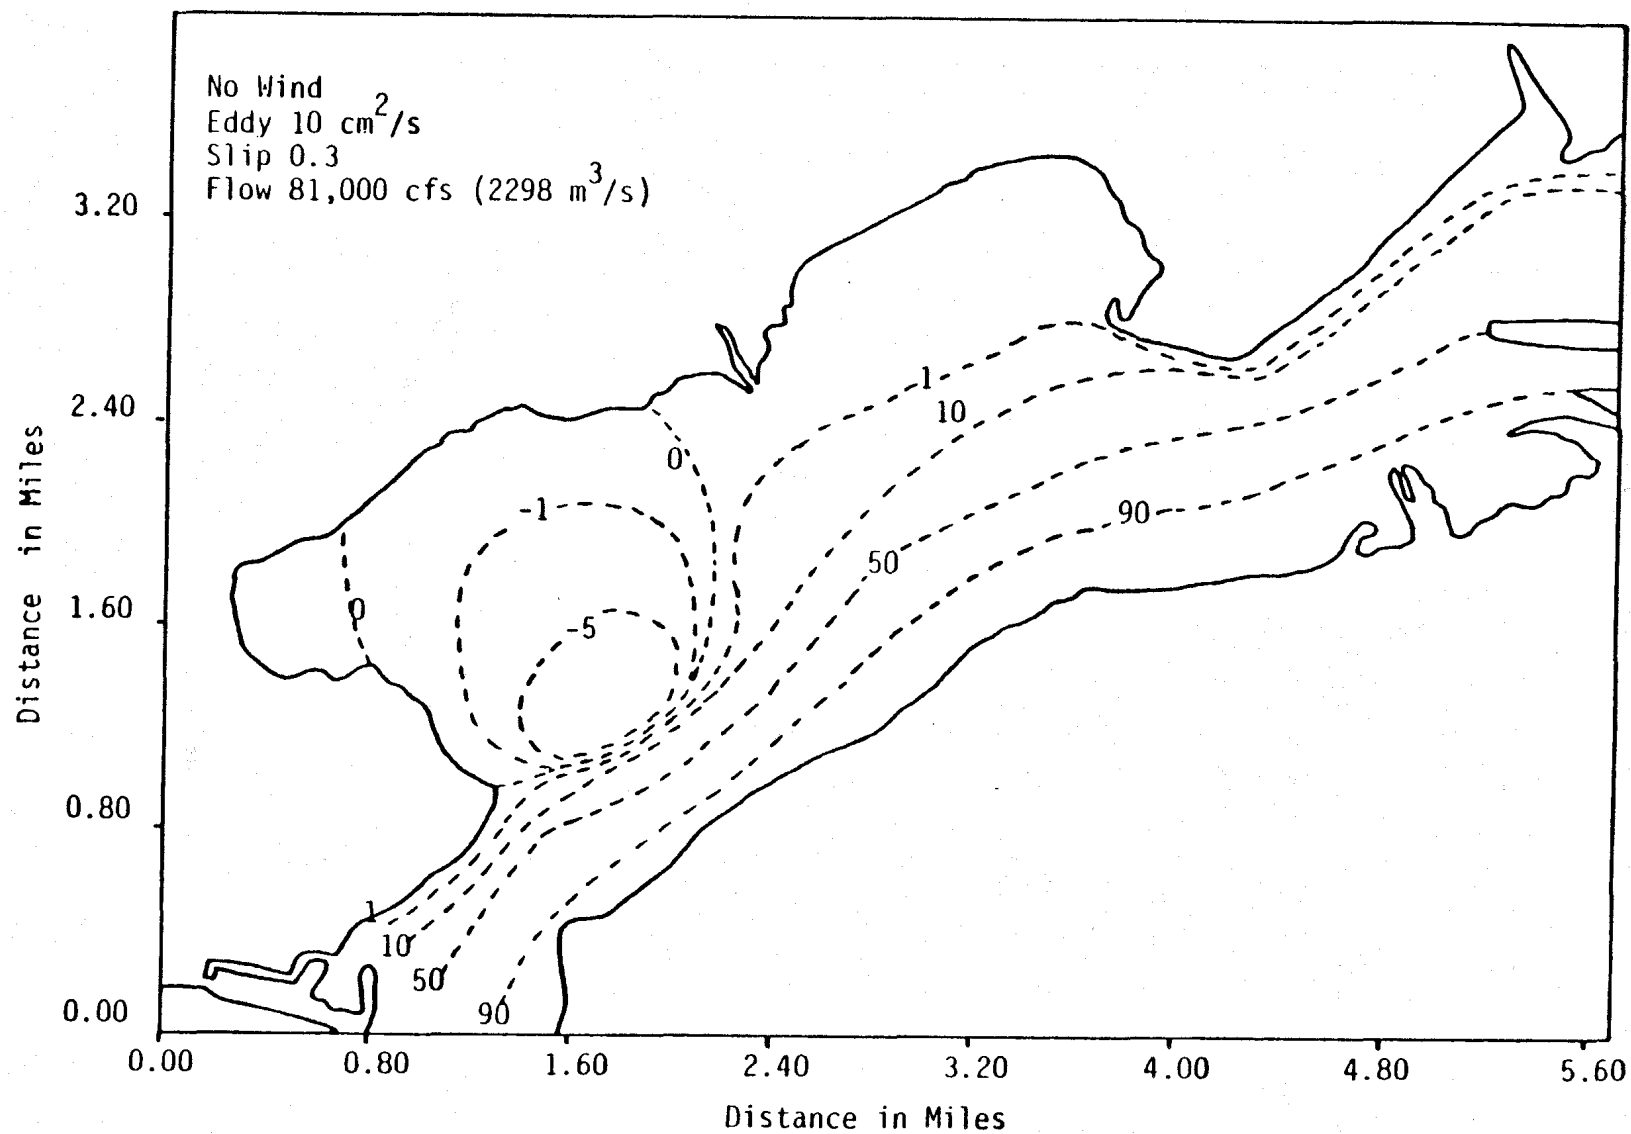 No Wind
Eddy 10 cm²/s
Slip 0.3
Flow 81,000 cfs (2298 m³/s)
3.20
2.40
1.60
0.80
0.00
Distance in Miles
1
10
0
-1
90
50
0
-5
1
10
50
90
0.00 0.80 1.60 2.40 3.20 4.00 4.80 5.60
Distance in Miles